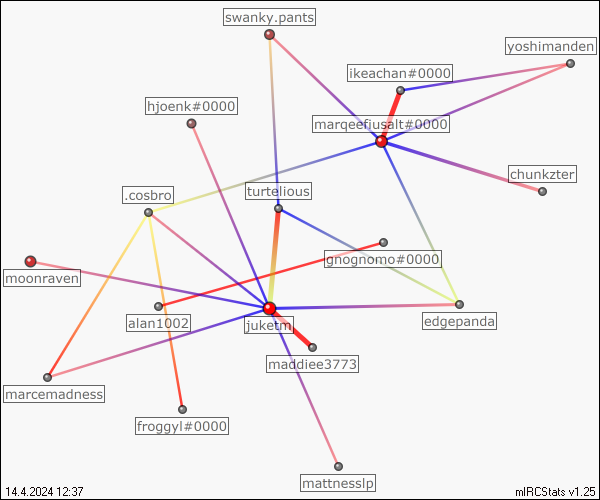 swanky.pants
yoshimanden
ikeachan#0000
hjoenk#0000
marqeefiusalt#0000
chunkzter
.cosbro
turtelious
gnognomo#0000
moonraven
alan1002
juketm
edgepanda
maddiee3773
marcemadness
froggyl#0000
mattnesslp
14.4.2024 12:37
mIRCStats v1.25